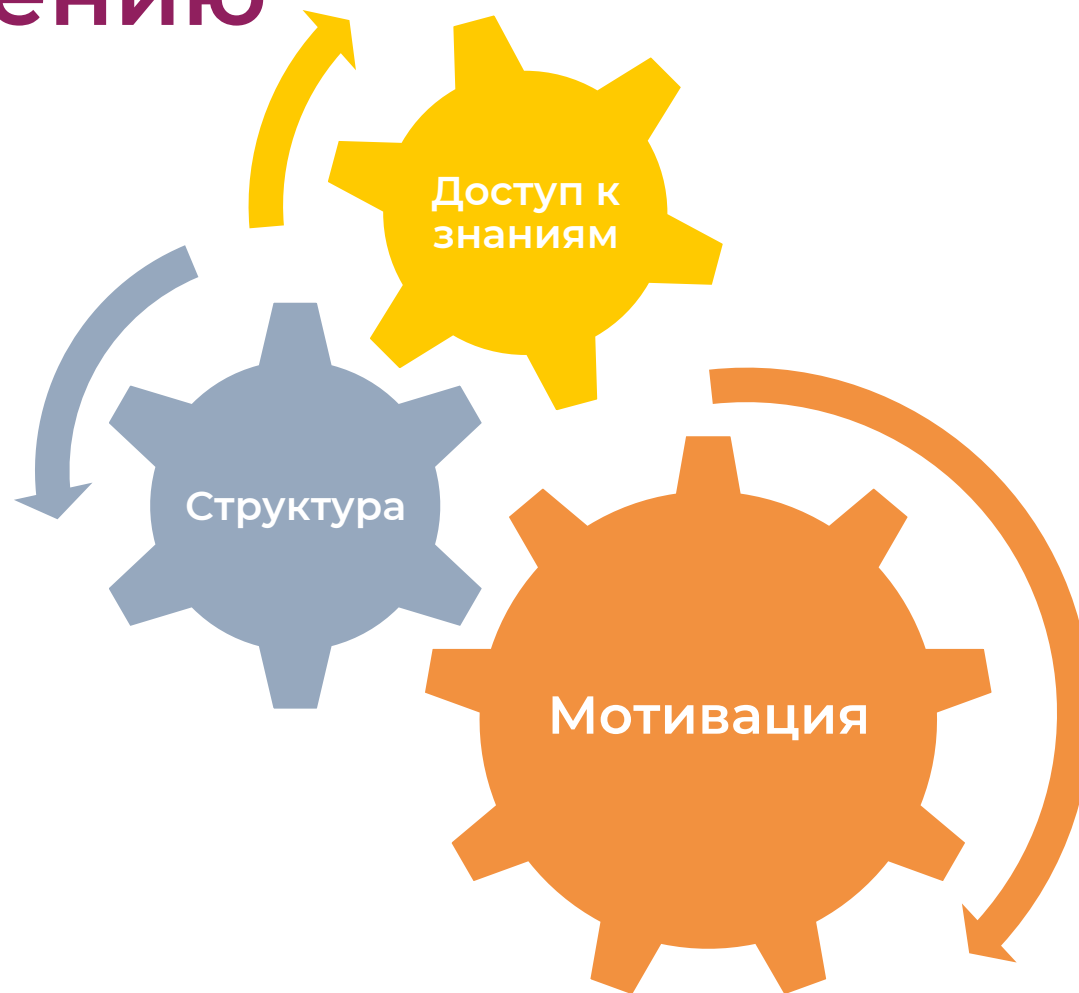 ению
Доступ к
знаниям
Структура
Мотивация